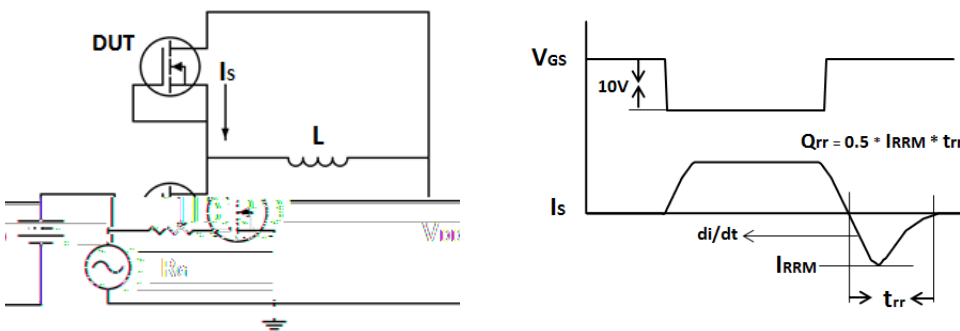 DUT
Is
L
VGS
10V
Qrr = 0.5 * IRRM * trr
Is
di/dt
IRRM
trr